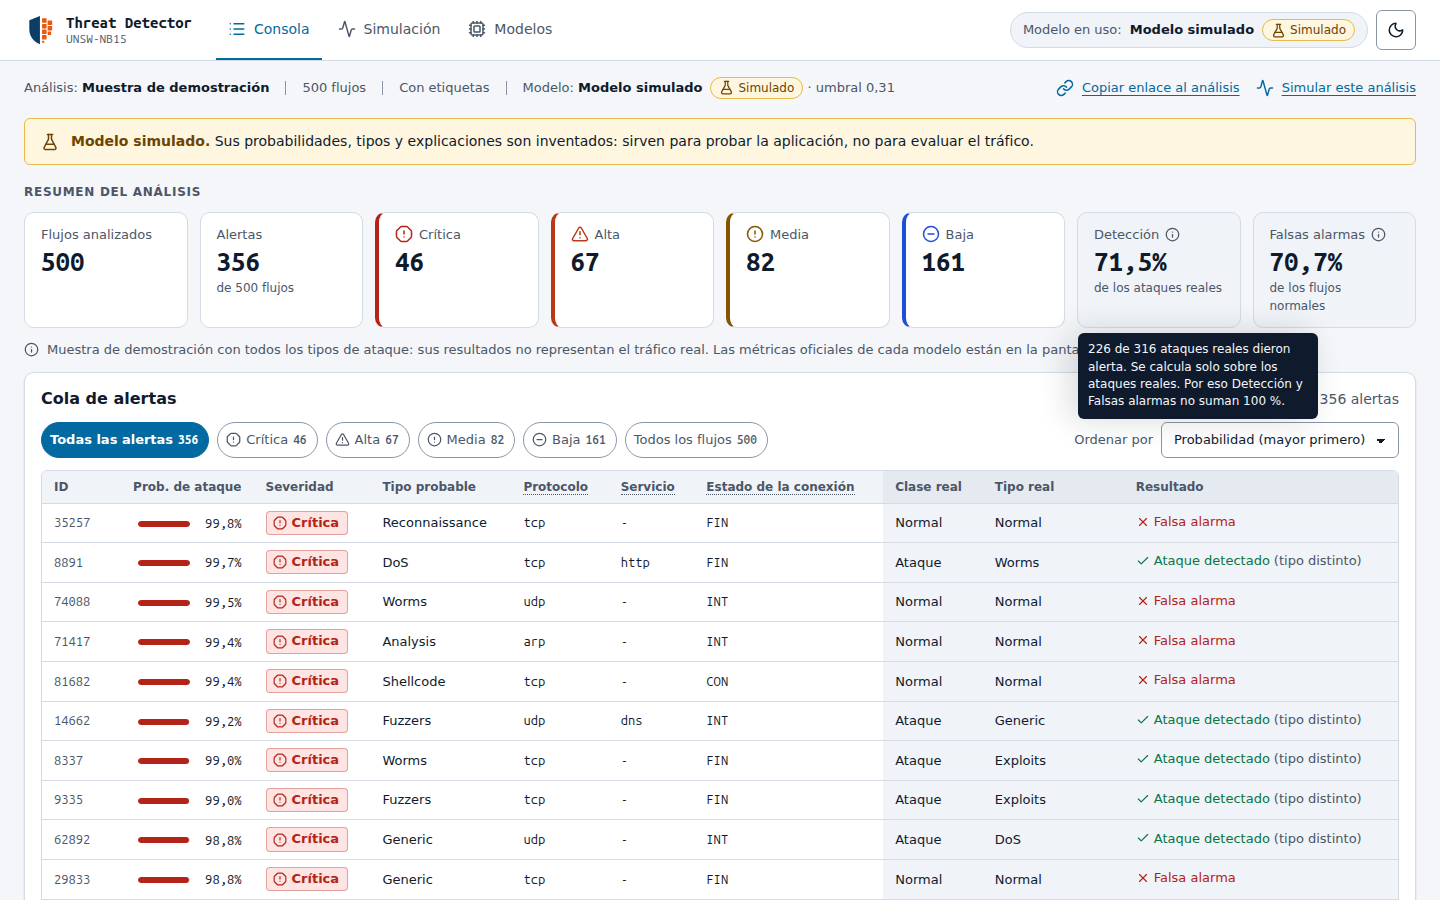 Threat Detector
UNSW-NB15
Consola
Simulación
Modelos
Modelo en uso: Modelo simulado Simulado
Análisis: Muestra de demostración 500 flujos Con etiquetas Modelo: Modelo simulado Simulado · umbral 0,31
Copiar enlace al análisis Simular este análisis
Modelo simulado. Sus probabilidades, tipos y explicaciones son inventados: sirven para probar la aplicación, no para evaluar el tráfico.
RESUMEN DEL ANÁLISIS
Flujos analizados
500
Alertas
356
de 500 flujos
Crítica
46
Alta
67
Media
82
Baja
161
Detección
71,5%
de los ataques reales
Falsas alarmas
70,7%
de los flujos
normales
Muestra de demostración con todos los tipos de ataque: sus resultados no representan el tráfico real. Las métricas oficiales de cada modelo están en la panta
226 de 316 ataques reales dieron
alerta. Se calcula solo sobre los
ataques reales. Por eso Detección y
Falsas alarmas no suman 100 %.
Cola de alertas
356 alertas
Todas las alertas 356 Crítica 46 Alta 67 Media 82 Baja 161 Todos los flujos 500
Ordenar por Probabilidad (mayor primero)
ID Prob. de ataque Severidad Tipo probable Protocolo Servicio Estado de la conexión Clase real Tipo real Resultado
35257 99,8% Crítica Reconnaissance tcp - FIN Normal Normal Falsa alarma
8891 99,7% Crítica DoS tcp http FIN Ataque Worms Ataque detectado (tipo distinto)
74088 99,5% Crítica Worms udp - INT Normal Normal Falsa alarma
71417 99,4% Crítica Analysis arp - INT Normal Normal Falsa alarma
81682 99,4% Crítica Shellcode tcp - CON Normal Normal Falsa alarma
14662 99,2% Crítica Fuzzers udp dns INT Ataque Generic Ataque detectado (tipo distinto)
8337 99,0% Crítica Worms tcp - FIN Ataque Exploits Ataque detectado (tipo distinto)
9335 99,0% Crítica Fuzzers tcp - FIN Ataque Exploits Ataque detectado (tipo distinto)
62892 98,8% Crítica Generic udp - INT Ataque DoS Ataque detectado (tipo distinto)
29833 98,8% Crítica Generic tcp - FIN Normal Normal Falsa alarma